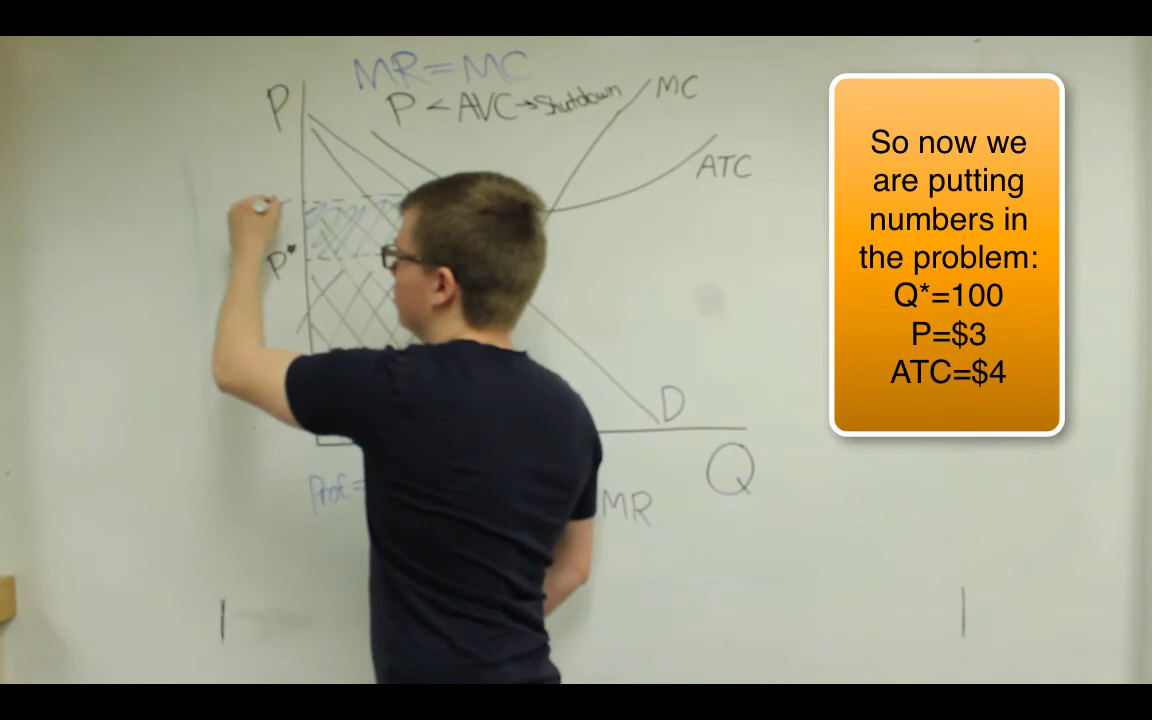 MR=MC
P < AVC→Shutdown
MC
P
ATC
P*
D
Q
Prof.=
MR
So now we
are putting
numbers in
the problem:
Q*=100
P=$3
ATC=$4